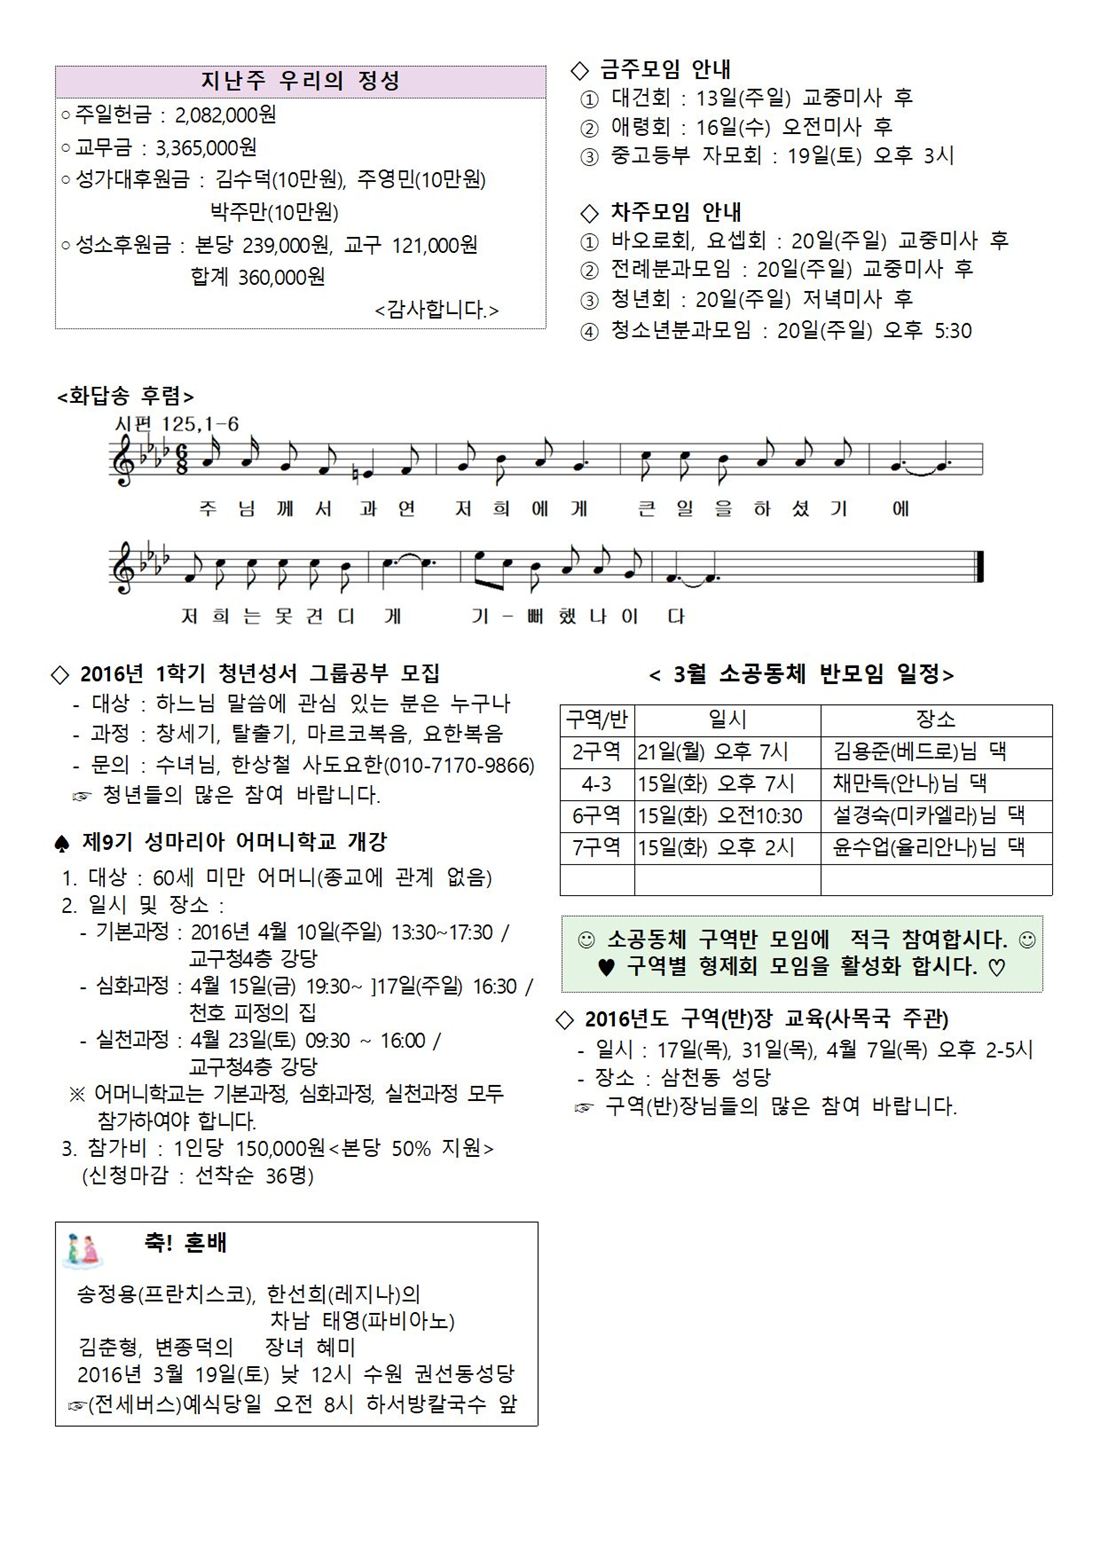 지난주 우리의 정성
○ 주일헌금 : 2,082,000원
○ 교무금 : 3,365,000원
○ 성가대후원금 : 김수덕(10만원), 주영민(10만원)
박주만(10만원)
○ 성소후원금 : 본당 239,000원, 교구 121,000원
합계 360,000원
<감사합니다.>
◇ 금주모임 안내
① 대건회 : 13일(주일) 교중미사 후
② 애령회 : 16일(수) 오전미사 후
③ 중고등부 자모회 : 19일(토) 오후 3시
◇ 차주모임 안내
① 바오로회, 요셉회 : 20일(주일) 교중미사 후
② 전례분과모임 : 20일(주일) 교중미사 후
③ 청년회 : 20일(주일) 저녁미사 후
④ 청소년분과모임 : 20일(주일) 오후 5:30
<화답송 후렴>
시편 125,1-6
6
8
주 님 께 서 과 연 저 희 에 게 큰 일 을 하 셨 기 에
저 희 는 못 견 디 게 기 - 뻐 했 나 이 다
◇ 2016년 1학기 청년성서 그룹공부 모집
- 대상 : 하느님 말씀에 관심 있는 분은 누구나
- 과정 : 창세기, 탈출기, 마르코복음, 요한복음
- 문의 : 수녀님, 한상철 사도요한(010-7170-9866)
☞ 청년들의 많은 참여 바랍니다.
♠ 제9기 성마리아 어머니학교 개강
1. 대상 : 60세 미만 어머니(종교에 관계 없음)
2. 일시 및 장소 :
- 기본과정 : 2016년 4월 10일(주일) 13:30~17:30 /
교구청4층 강당
- 심화과정 : 4월 15일(금) 19:30~ ]17일(주일) 16:30 /
천호 피정의 집
- 실천과정 : 4월 23일(토) 09:30 ~ 16:00 /
교구청4층 강당
※ 어머니학교는 기본과정, 심화과정, 실천과정 모두
참가하여야 합니다.
3. 참가비 : 1인당 150,000원<본당 50% 지원>
(신청마감 : 선착순 36명)
축! 혼배
송정용(프란치스코), 한선희(레지나)의
차남 태영(파비아노)
김춘형, 변종덕의 장녀 혜미
2016년 3월 19일(토) 낮 12시 수원 권선동성당
☞(전세버스)예식당일 오전 8시 하서방칼국수 앞
< 3월 소공동체 반모임 일정>
구역/반 일시 장소
2구역 21일(월) 오후 7시 김용준(베드로)님 댁
4-3 15일(화) 오후 7시 채만득(안나)님 댁
6구역 15일(화) 오전10:30 설경숙(미카엘라)님 댁
7구역 15일(화) 오후 2시 윤수업(율리안나)님 댁
☺ 소공동체 구역반 모임에 적극 참여합시다. ☺
♥ 구역별 형제회 모임을 활성화 합시다. ♡
◇ 2016년도 구역(반)장 교육(사목국 주관)
- 일시 : 17일(목), 31일(목), 4월 7일(목) 오후 2-5시
- 장소 : 삼천동 성당
☞ 구역(반)장님들의 많은 참여 바랍니다.